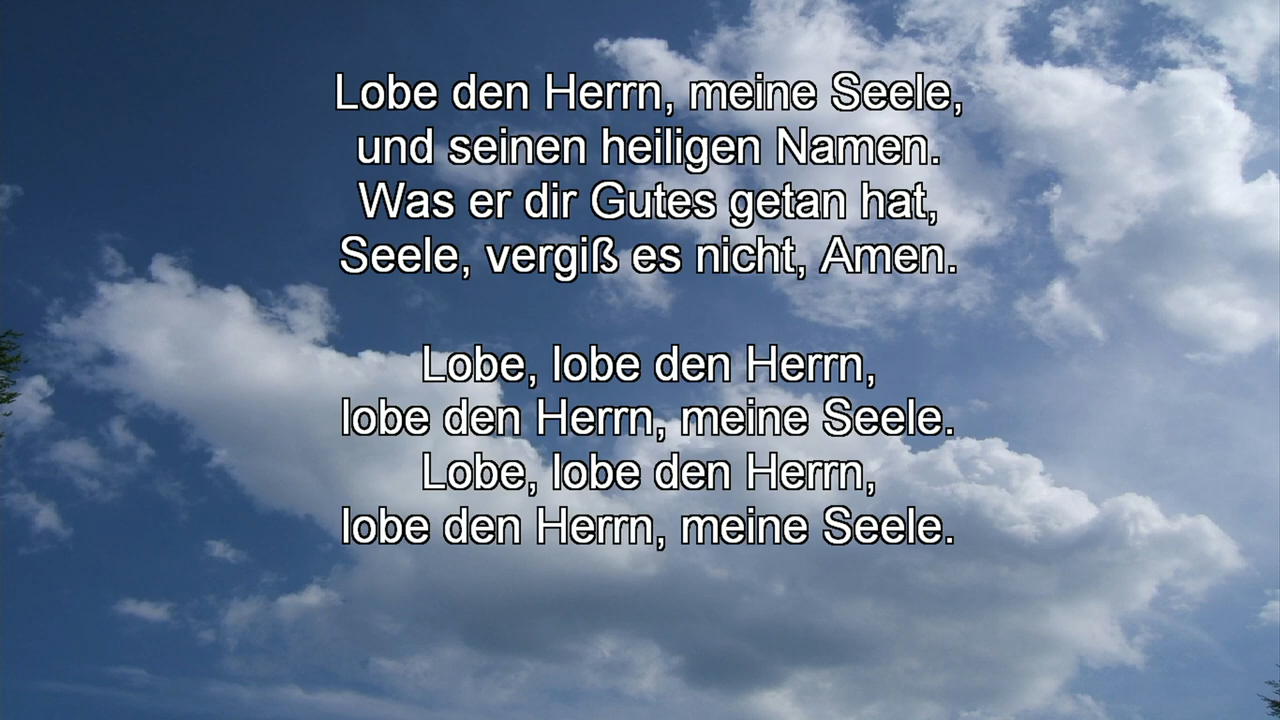 Lobe den Herrn, meine Seele,
und seinen heiligen Namen.
Was er dir Gutes getan hat,
Seele, vergiß es nicht, Amen.
Lobe, lobe den Herrn,
lobe den Herrn, meine Seele.
Lobe, lobe den Herrn,
lobe den Herrn, meine Seele.